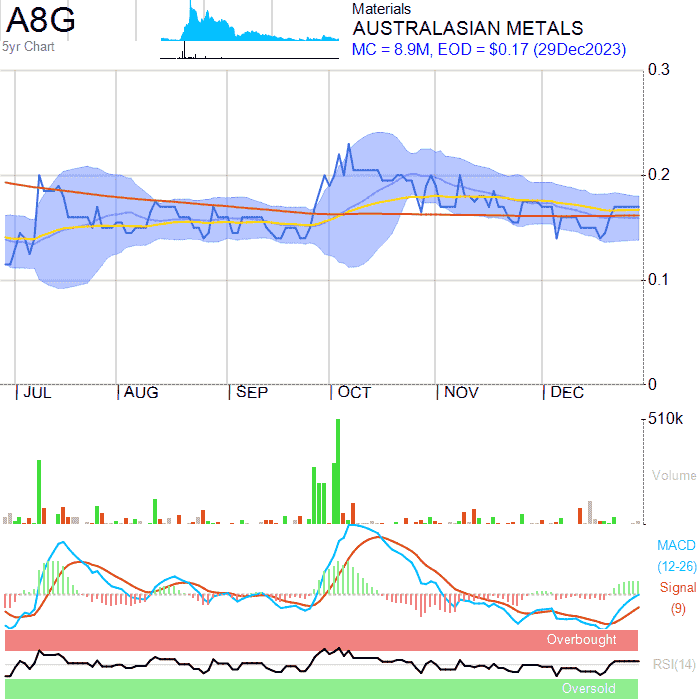 A8G
5yr Chart
Materials
AUSTRALASIAN METALS
MC = 8.9M, EOD = $0.17 (29Dec2023)
0.3
0.2
0.1
0
JUL AUG SEP OCT NOV DEC
510k
Volume
MACD
(12-26)
Signal
(9)
Overbought
RSI(14)
Oversold